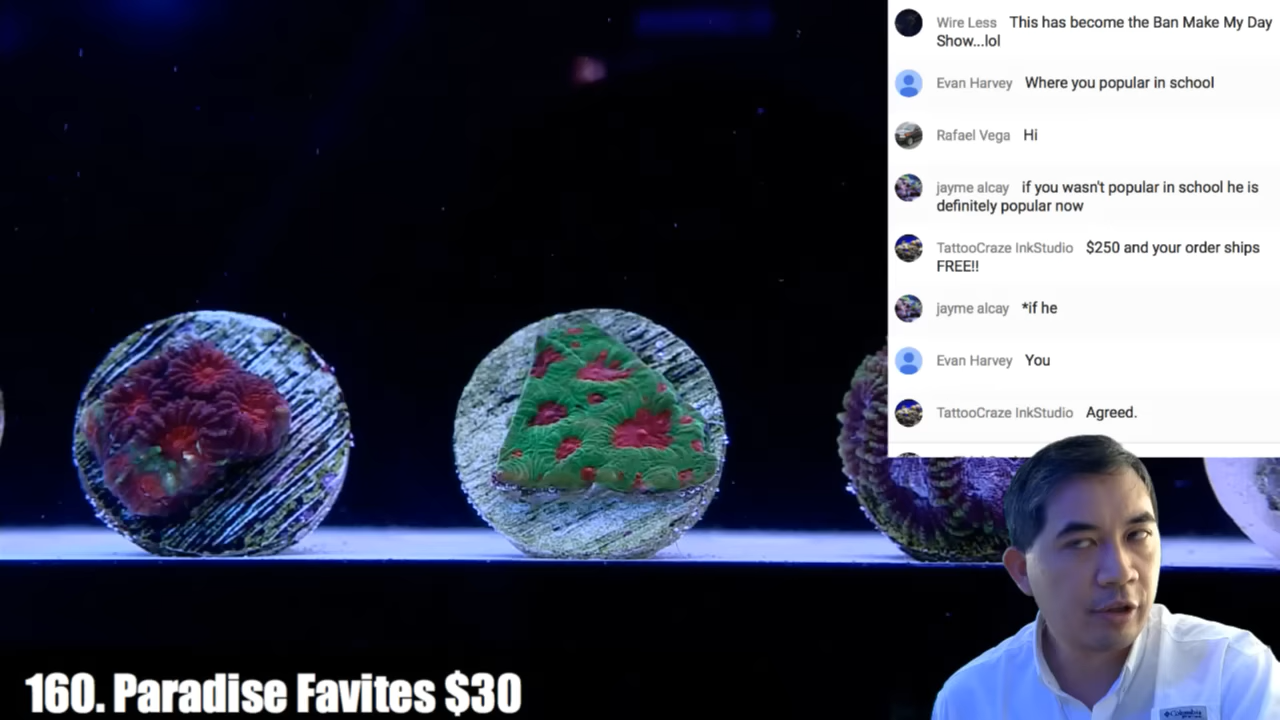 Wire Less This has become the Ban Make My Day
Show...lol
Evan Harvey Where you popular in school
Rafael Vega Hi
jayme alcay if you wasn't popular in school he is
definitely popular now
TattooCraze InkStudio $250 and your order ships
FREE!!
jayme alcay *if he
Evan Harvey You
TattooCraze InkStudio Agreed.
Columbia
160. Paradise Favites $30